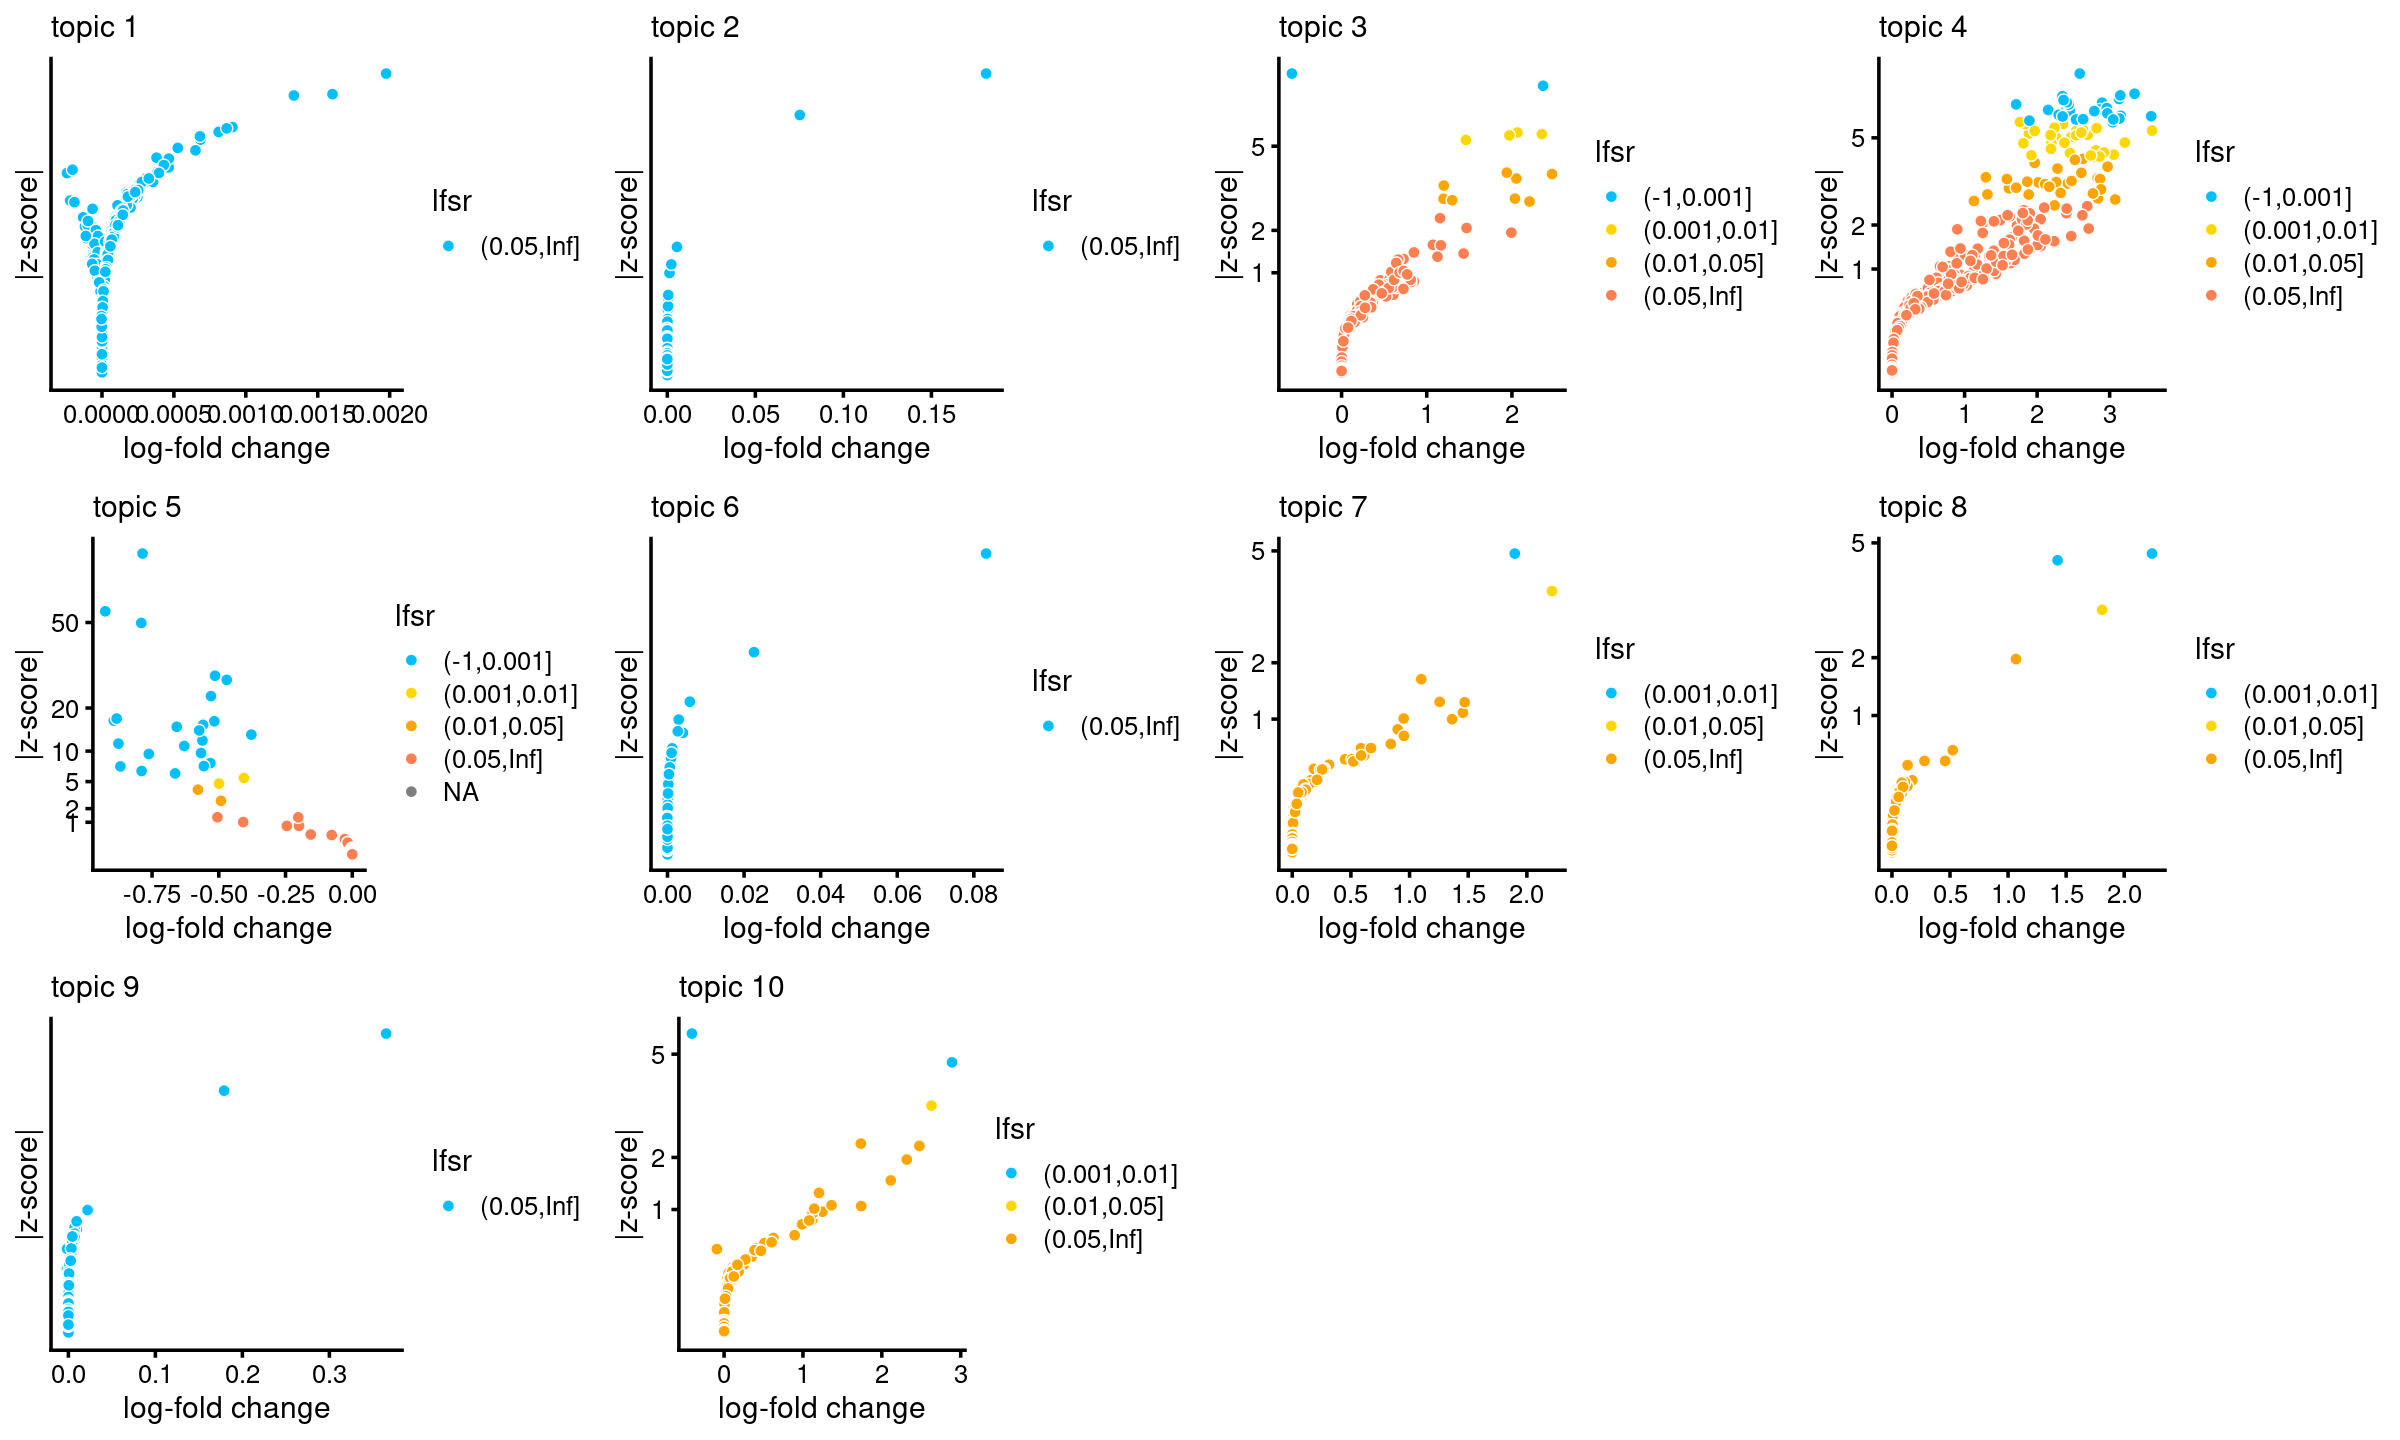 topic 1
|z-score|
0.0000 0.0005 0.0010 0.0015 0.0020
log-fold change
lfsr
(0.05,Inf]
topic 2
|z-score|
0.00 0.05 0.10 0.15
log-fold change
lfsr
(0.05,Inf]
topic 3
|z-score|
5
2
1
0 1 2
log-fold change
lfsr
(-1,0.001]
(0.001,0.01]
(0.01,0.05]
(0.05,Inf]
topic 4
|z-score|
5
2
1
0 1 2 3
log-fold change
lfsr
(-1,0.001]
(0.001,0.01]
(0.01,0.05]
(0.05,Inf]
topic 5
|z-score|
50
20
10
5
2
1
-0.75 -0.50 -0.25 0.00
log-fold change
lfsr
(-1,0.001]
(0.001,0.01]
(0.01,0.05]
(0.05,Inf]
NA
topic 6
|z-score|
0.00 0.02 0.04 0.06 0.08
log-fold change
lfsr
(0.05,Inf]
topic 7
|z-score|
5
2
1
0.0 0.5 1.0 1.5 2.0
log-fold change
lfsr
(0.001,0.01]
(0.01,0.05]
(0.05,Inf]
topic 8
|z-score|
5
2
1
0.0 0.5 1.0 1.5 2.0
log-fold change
lfsr
(0.001,0.01]
(0.01,0.05]
(0.05,Inf]
topic 9
|z-score|
0.0 0.1 0.2 0.3
log-fold change
lfsr
(0.05,Inf]
topic 10
|z-score|
5
2
1
0 1 2 3
log-fold change
lfsr
(0.001,0.01]
(0.01,0.05]
(0.05,Inf]